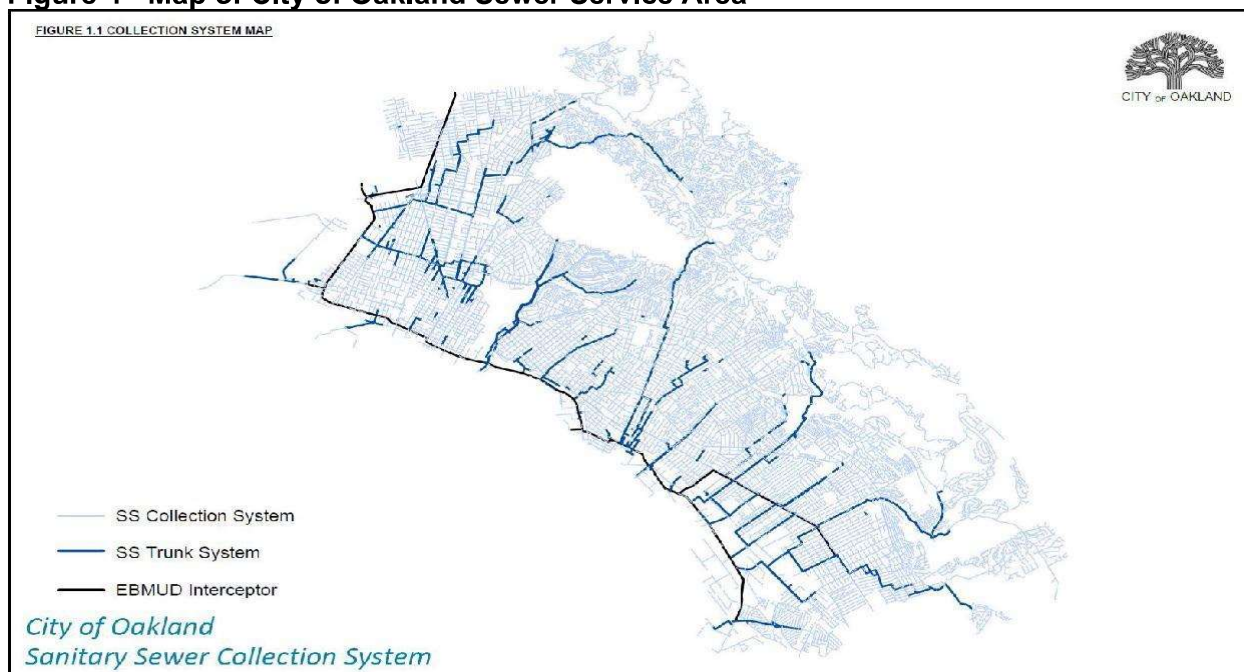 Figure 1 - Map of City of Oakland Sewer Service Area
FIGURE 1.1 COLLECTION SYSTEM MAP
CITY OF OAKLAND
SS Collection System
SS Trunk System
EBMUD Interceptor
City of Oakland
Sanitary Sewer Collection System